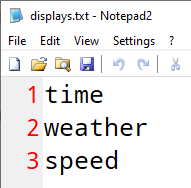 displays.txt - Notepad2
File Edit View Settings ?
1 time
2 weather
3 speed